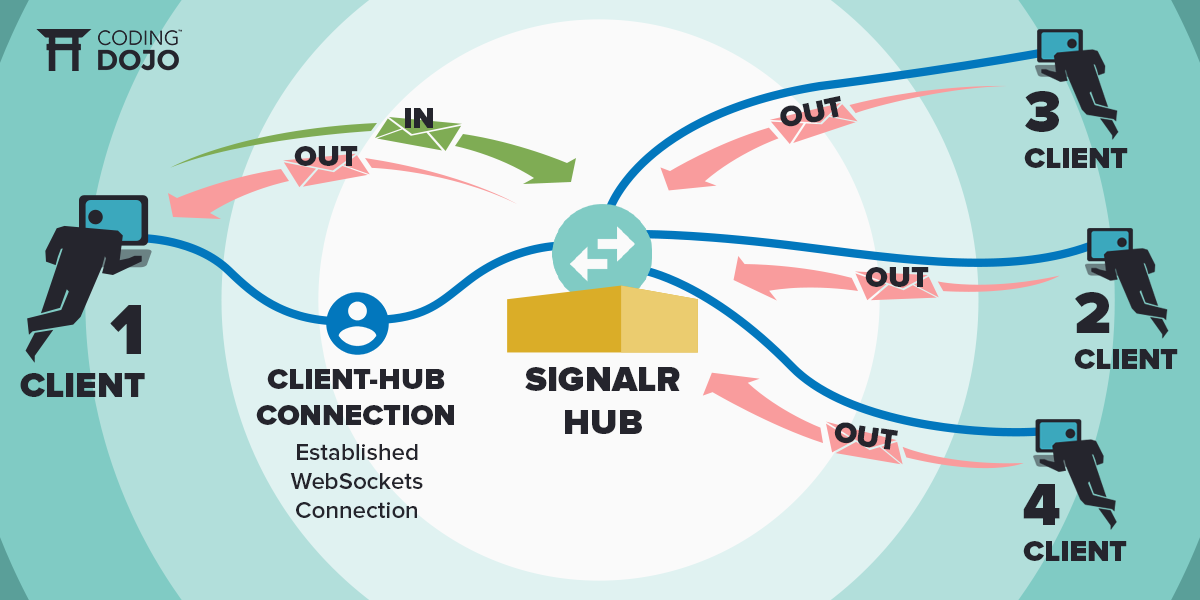 CODING™
DOJO
IN
OUT
1
CLIENT
CLIENT-HUB
CONNECTION
Established
WebSockets
Connection
SIGNALR
HUB
OUT
3
CLIENT
OUT
2
CLIENT
OUT
4
CLIENT